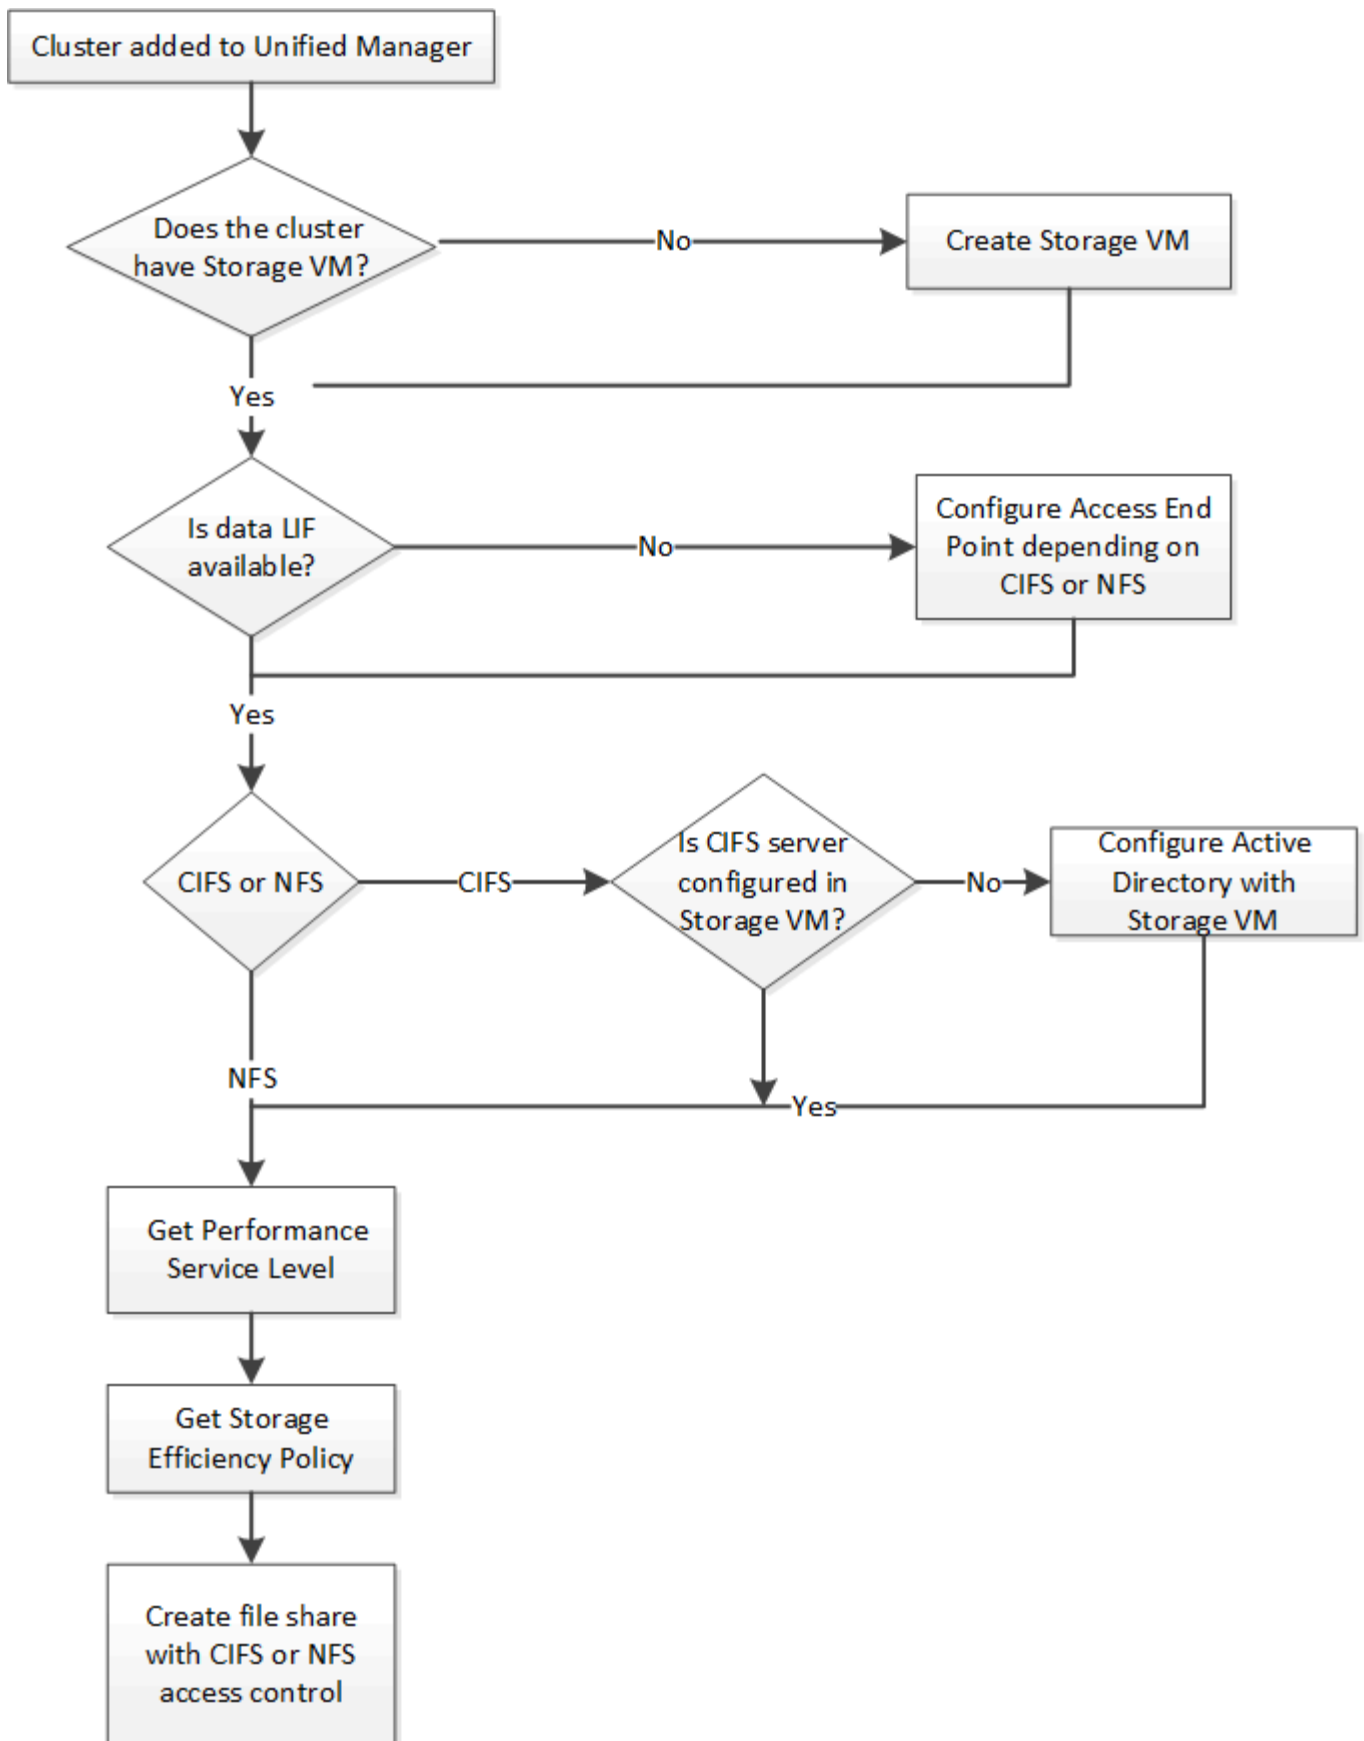 Cluster added to Unified Manager
Does the cluster
have Storage VM?
No
Create Storage VM
Yes
Is data LIF
available?
No
Configure Access End
Point depending on
CIFS or NFS
Yes
CIFS or NFS
CIFS
Is CIFS server
configured in
Storage VM?
No
Configure Active
Directory with
Storage VM
NFS
Yes
Get Performance
Service Level
Get Storage
Efficiency Policy
Create file share
with CIFS or NFS
access control